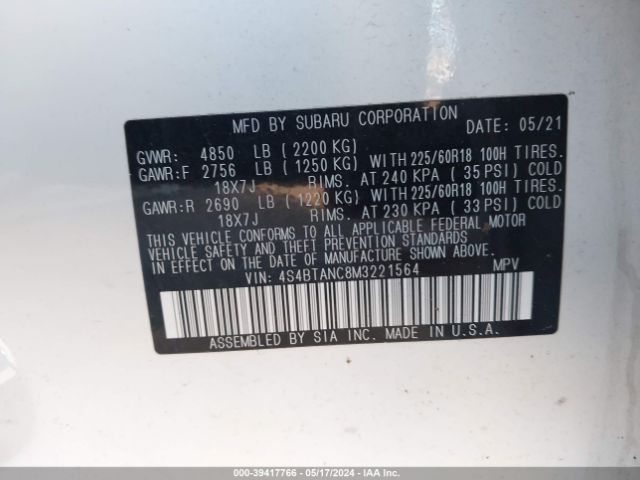 MFD BY SUBARU CORPORATION DATE: 05/21
GVWR: 4850 LB ( 2200 KG)
GAWR:F 2756 LB ( 1250 KG) WITH 225/60R18 100H TIRES.
18X7J RIMS. AT 240 KPA ( 35 PSI) COLD
GAWR:R 2690 LB ( 1220 KG) WITH 225/60R18 100H TIRES.
18X7J RIMS. AT 230 KPA ( 33 PSI) COLD
THIS VEHICLE CONFORMS TO ALL APPLICABLE FEDERAL MOTOR
VEHICLE SAFETY AND THEFT PREVENTION STANDARDS
IN EFFECT ON THE DATE OF MANUFACTURE SHOWN ABOVE.
VIN: 4S4BTANC8M3221564 MPV
ASSEMBLED BY SIA INC. MADE IN U.S.A.
000-39417766 - 05/17/2024 - IAA Inc.